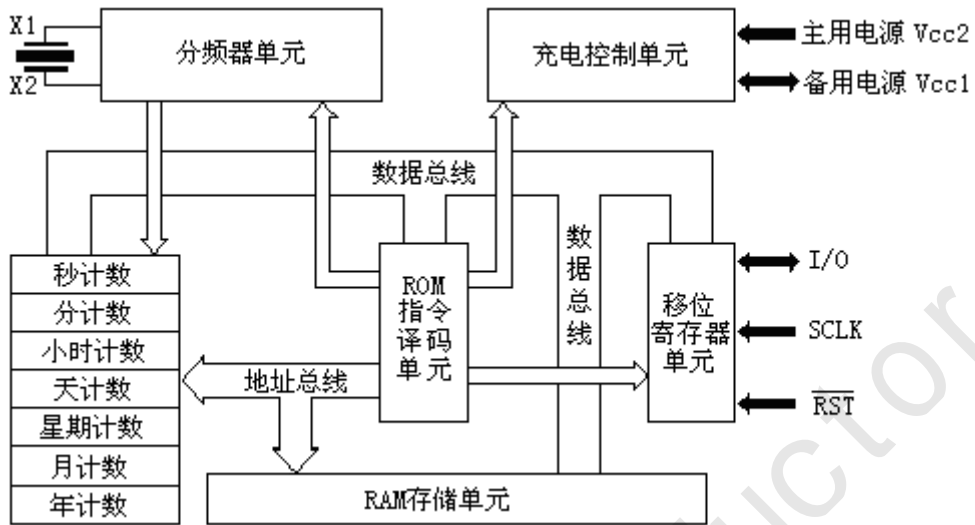 X1
X2
分频器单元
充电控制单元
主用电源 Vcc2
备用电源 Vcc1
数据总线
数据总线
秒计数
分计数
小时计数
天计数
星期计数
月计数
年计数
ROM
指令
译码
单元
移位
寄存器
单元
I/O
SCLK
R̅S̅T̅
地址总线
RAM存储单元
uctor